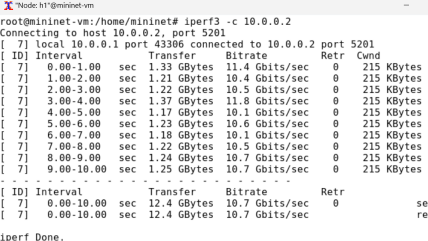 "Node: h1"@mininet-vm
root@mininet-vm:/home/mininet# iperf3 -c 10.0.0.2
Connecting to host 10.0.0.2, port 5201
[  7] local 10.0.0.1 port 43306 connected to 10.0.0.2 port 5201
[ ID] Interval           Transfer     Bitrate         Retr  Cwnd
[  7]   0.00-1.00   sec  1.33 GBytes  11.4 Gbits/sec    0    215 KBytes
[  7]   1.00-2.00   sec  1.21 GBytes  10.4 Gbits/sec    0    215 KBytes
[  7]   2.00-3.00   sec  1.22 GBytes  10.5 Gbits/sec    0    215 KBytes
[  7]   3.00-4.00   sec  1.37 GBytes  11.8 Gbits/sec    0    215 KBytes
[  7]   4.00-5.00   sec  1.17 GBytes  10.1 Gbits/sec    0    215 KBytes
[  7]   5.00-6.00   sec  1.23 GBytes  10.6 Gbits/sec    0    215 KBytes
[  7]   6.00-7.00   sec  1.18 GBytes  10.1 Gbits/sec    0    215 KBytes
[  7]   7.00-8.00   sec  1.22 GBytes  10.5 Gbits/sec    0    215 KBytes
[  7]   8.00-9.00   sec  1.24 GBytes  10.7 Gbits/sec    0    215 KBytes
[  7]   9.00-10.00  sec  1.25 GBytes  10.7 Gbits/sec    0    215 KBytes
- - - - - - - - - - - - - - - - - - - - - - - - -
[ ID] Interval           Transfer     Bitrate         Retr
[  7]   0.00-10.00  sec  12.4 GBytes  10.7 Gbits/sec    0             se
[  7]   0.00-10.00  sec  12.4 GBytes  10.7 Gbits/sec                  re
iperf Done.